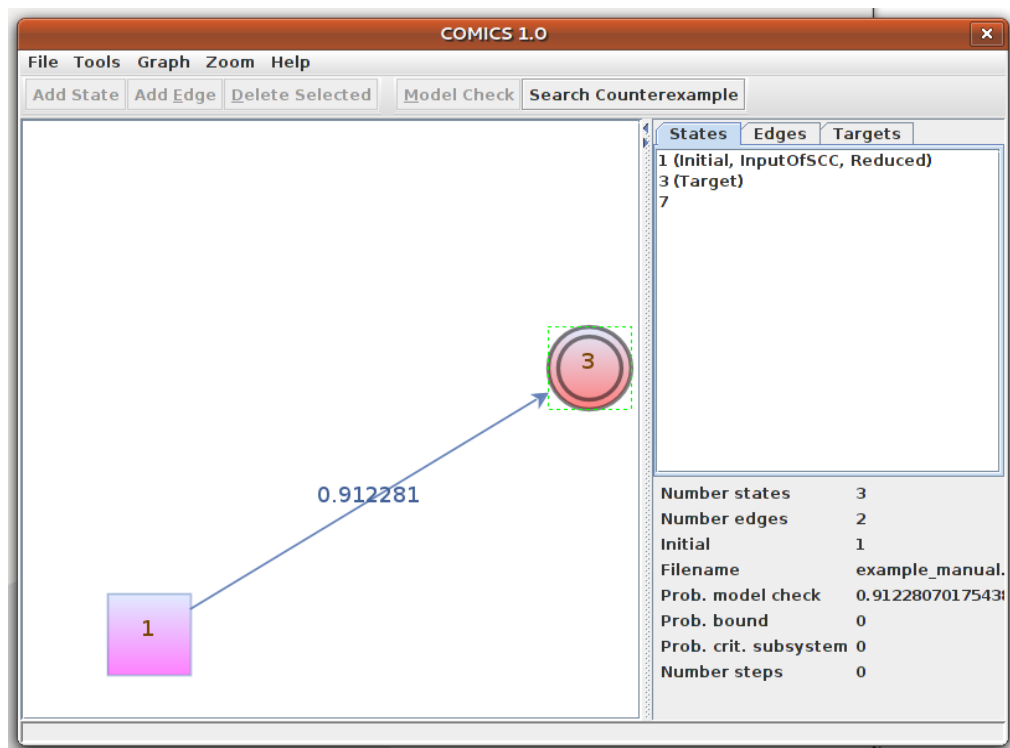 COMICS 1.0
File Tools Graph Zoom Help
Add State Add Edge Delete Selected Model Check Search Counterexample
States Edges Targets
1 (Initial, InputOfSCC, Reduced)
3 (Target)
7
3
0.912281
1
Number states 3
Number edges 2
Initial 1
Filename example_manual.
Prob. model check 0.9122807017543
Prob. bound 0
Prob. crit. subsystem 0
Number steps 0